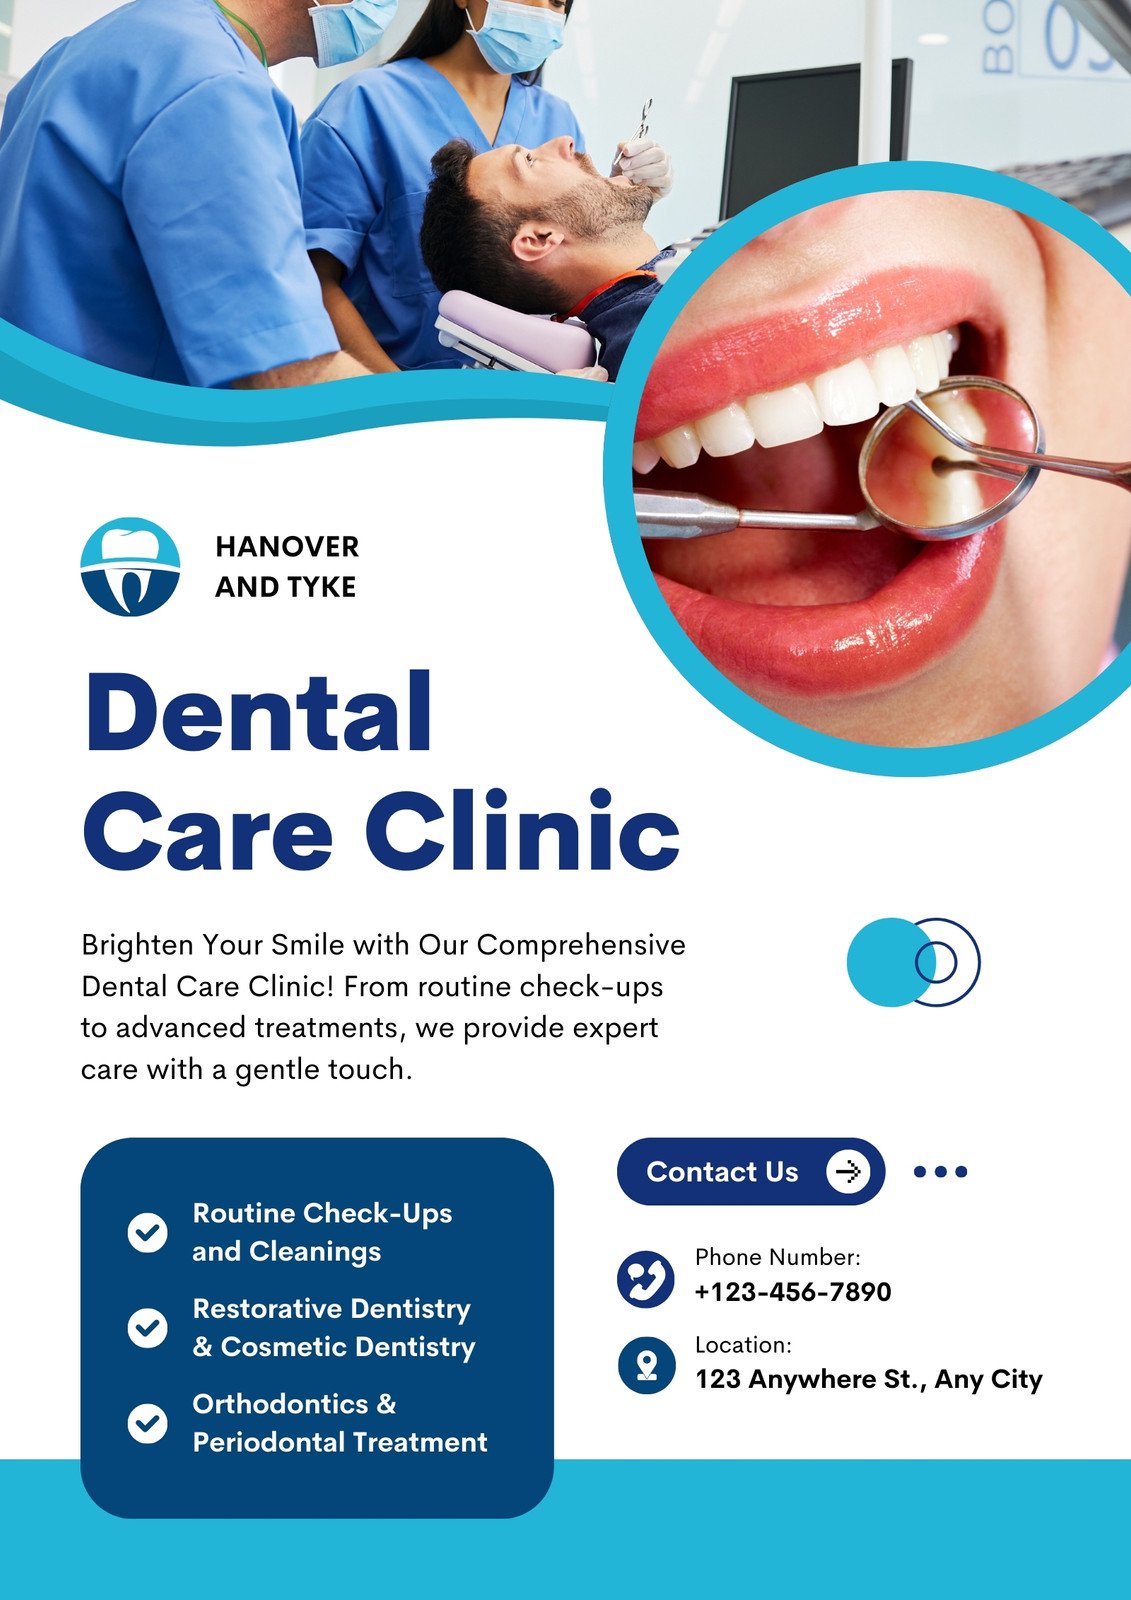 HANOVER
AND TYKE
Dental
Care Clinic
Brighten Your Smile with Our Comprehensive
Dental Care Clinic! From routine check-ups
to advanced treatments, we provide expert
care with a gentle touch.
Routine Check-Ups
and Cleanings
Restorative Dentistry
& Cosmetic Dentistry
Orthodontics &
Periodontal Treatment
Contact Us
Phone Number:
+123-456-7890
Location:
123 Anywhere St., Any City